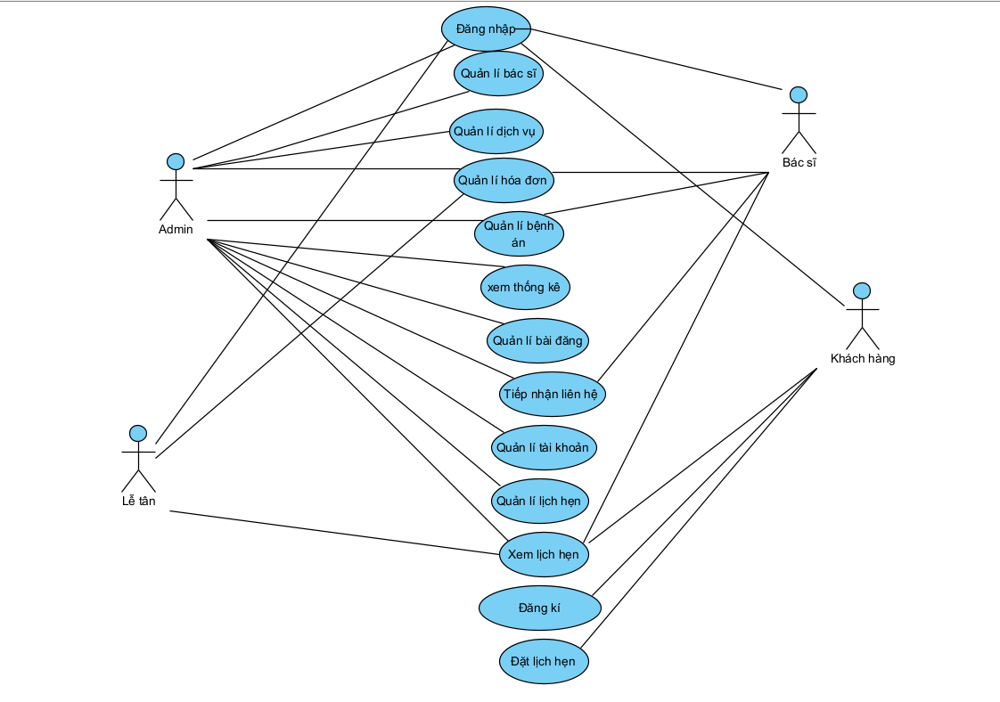 Đăng nhập
Quản lí bác sĩ
Quản lí dịch vụ
Bác sĩ
Quản lí hóa đơn
Admin
Quản lí bệnh
án
xem thống kê
Quản lí bài đăng
Khách hàng
Tiếp nhận liên hệ
Quản lí tài khoản
Lễ tân
Quản lí lịch hẹn
Xem lịch hẹn
Đăng kí
Đặt lịch hẹn